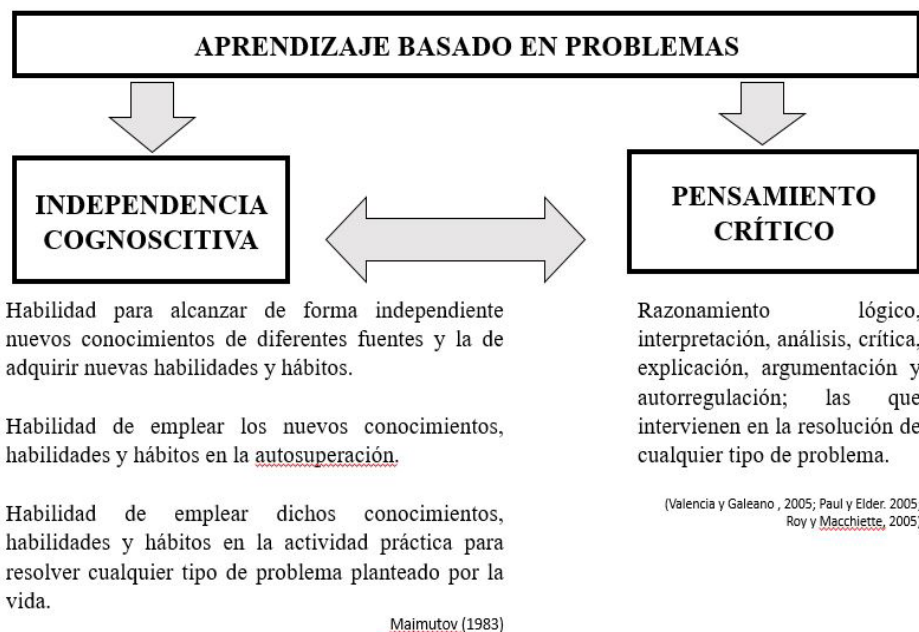 APRENDIZAJE BASADO EN PROBLEMAS
INDEPENDENCIA
COGNOSCITIVA
Habilidad para alcanzar de forma independiente
nuevos conocimientos de diferentes fuentes y la de
adquirir nuevas habilidades y hábitos.
Habilidad de emplear los nuevos conocimientos,
habilidades y hábitos en la autosuperación.
Habilidad de emplear dichos conocimientos,
habilidades y hábitos en la actividad práctica para
resolver cualquier tipo de problema planteado por la
vida.
Majmutov (1983)
PENSAMIENTO
CRÍTICO
Razonamiento lógico,
interpretación, análisis, crítica,
explicación, argumentación y
autorregulación; las que
intervienen en la resolución de
cualquier tipo de problema.
(Valencia y Galeano , 2005; Paul y Elder. 2005;
Roy y Macchiette, 2005)